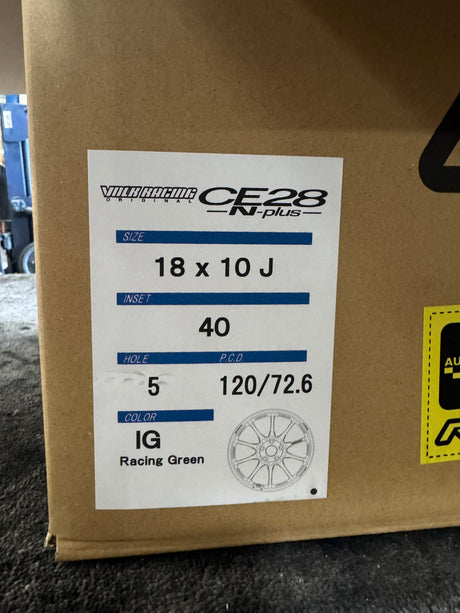 VOLK RACING CE28
ORIGINAL N-plus
SIZE
18 x 10 J
INSET
40
HOLE P.C.D.
5 120/72.6
COLOR
IG
Racing Green
AU